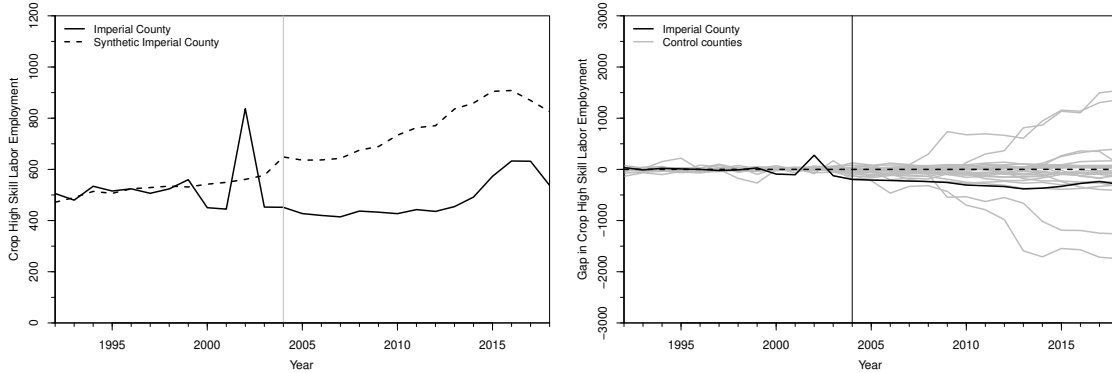 Crop High Skill Labor Employment
0 200 400 600 800 1000 1200
Imperial County
Synthetic Imperial County
1995 2000 2005 2010 2015
Year
Gap in Crop High Skill Labor Employment
−3000 −2000 −1000 0 1000 2000 3000
Imperial County
Control counties
1995 2000 2005 2010 2015
Year